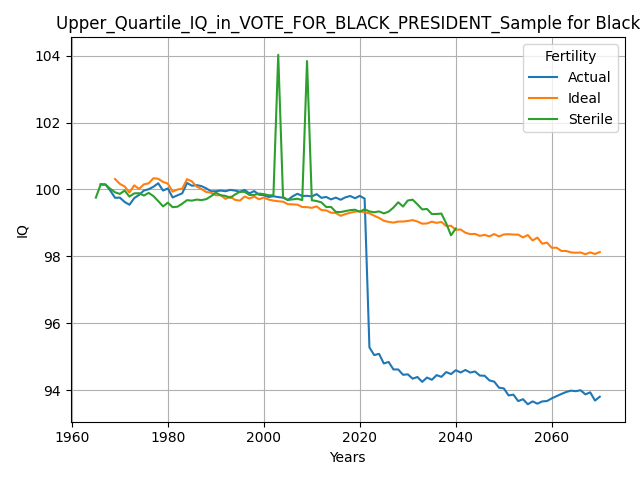 Upper_Quartile_IQ_in_VOTE_FOR_BLACK_PRESIDENT_Sample for Black
Fertility
Actual
Ideal
Sterile
104
102
100
98
96
94
IQ
1960
1980
2000
2020
2040
2060
Years